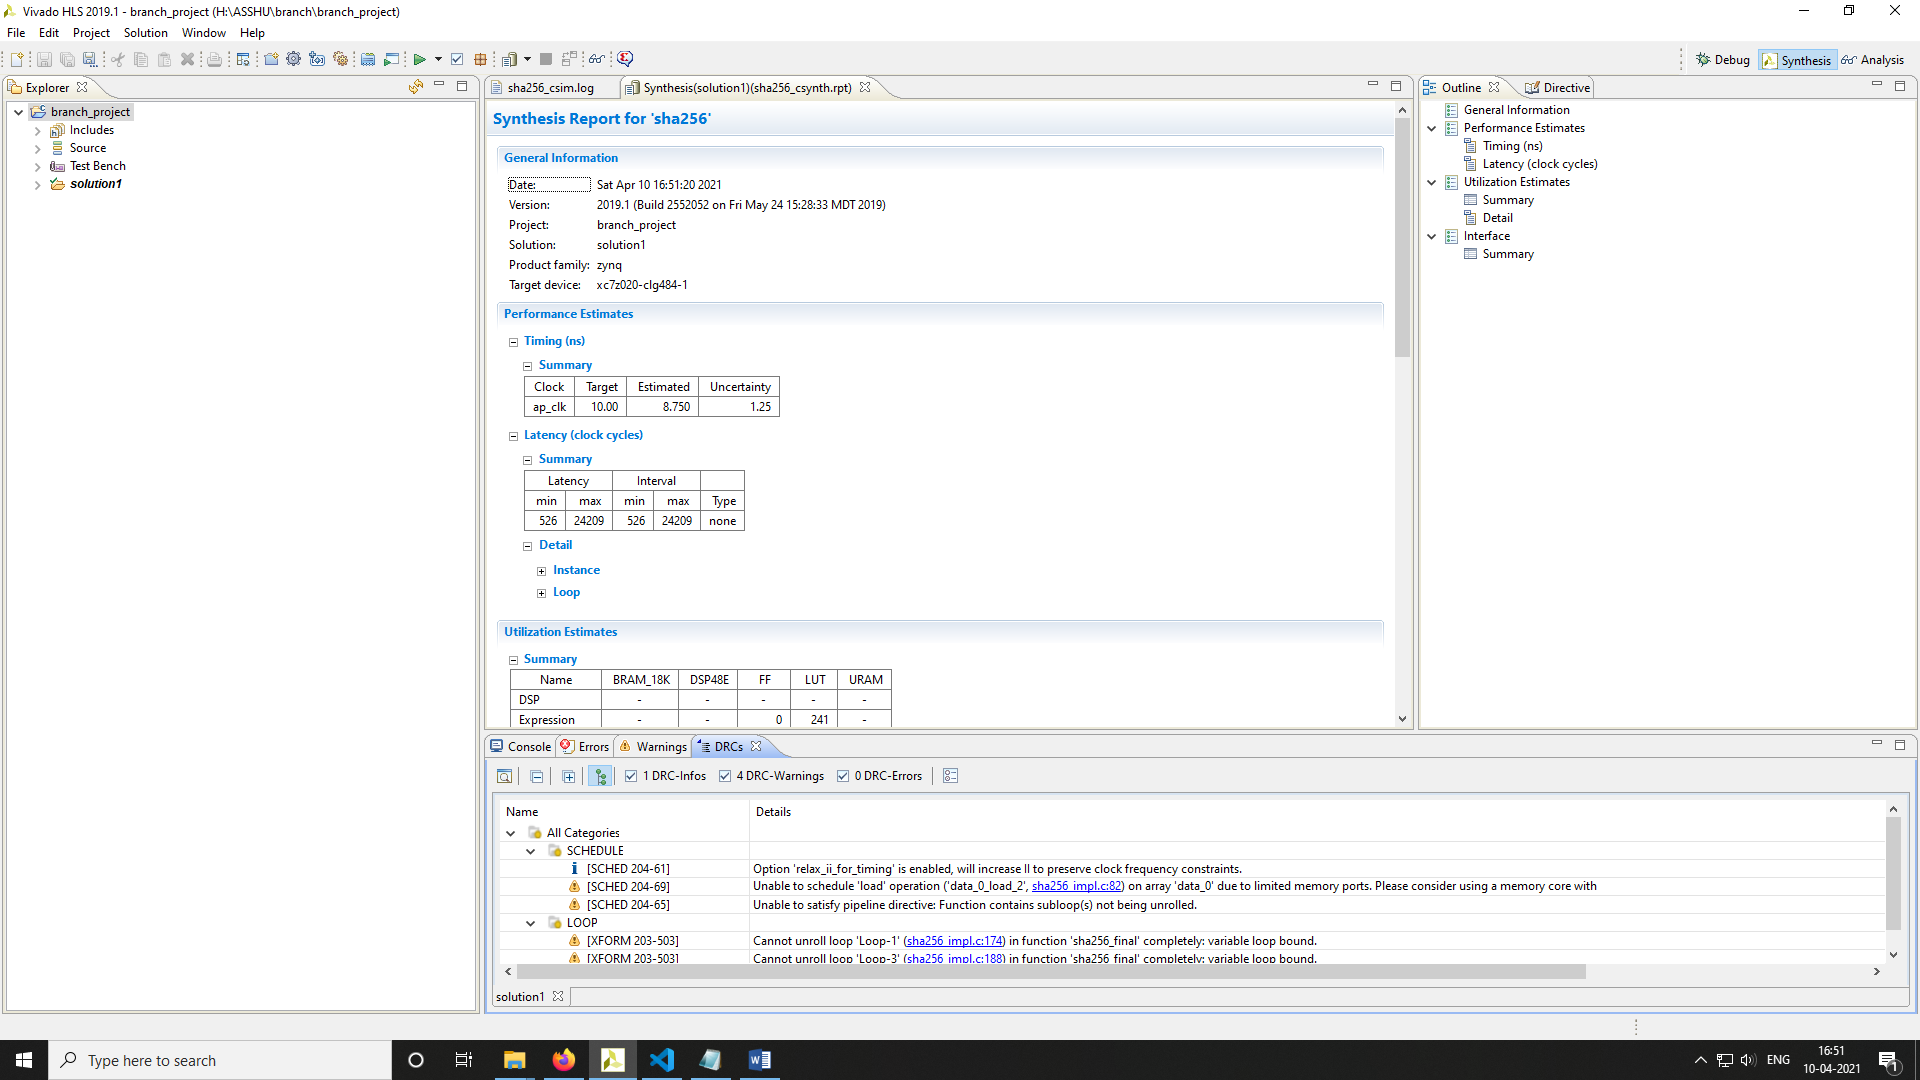 Vivado HLS 2019.1 - branch_project (H:\ASSHU\branch\branch_project)
File Edit Project Solution Window Help
Debug Synthesis Analysis
Explorer
branch_project
Includes
Source
Test Bench
solution1
sha256_csim.log Synthesis(solution1)(sha256_csynth.rpt)
Synthesis Report for 'sha256'
General Information
Date: Sat Apr 10 16:51:20 2021
Version: 2019.1 (Build 2552052 on Fri May 24 15:28:33 MDT 2019)
Project: branch_project
Solution: solution1
Product family: zynq
Target device: xc7z020-clg484-1
Performance Estimates
Timing (ns)
Summary
Clock Target Estimated Uncertainty
ap_clk 10.00 8.750 1.25
Latency (clock cycles)
Summary
Latency Interval
min max min max Type
526 24209 526 24209 none
Detail
Instance
Loop
Utilization Estimates
Summary
Name BRAM_18K DSP48E FF LUT URAM
DSP - - - - -
Expression - - 0 241 -
Outline Directive
General Information
Performance Estimates
Timing (ns)
Latency (clock cycles)
Utilization Estimates
Summary
Detail
Interface
Summary
Console Errors Warnings DRCs
1 DRC-Infos 4 DRC-Warnings 0 DRC-Errors
Name Details
All Categories
SCHEDULE
[SCHED 204-61] Option 'relax_ii_for_timing' is enabled, will increase II to preserve clock frequency constraints.
[SCHED 204-69] Unable to schedule 'load' operation ('data_0_load_2', sha256_impl.c:82) on array 'data_0' due to limited memory ports. Please consider using a memory core with
[SCHED 204-65] Unable to satisfy pipeline directive: Function contains subloop(s) not being unrolled.
LOOP
[XFORM 203-503] Cannot unroll loop 'Loop-1' (sha256_impl.c:174) in function 'sha256_final' completely: variable loop bound.
[XFORM 203-503] Cannot unroll loop 'Loop-3' (sha256_impl.c:188) in function 'sha256_final' completely: variable loop bound.
solution1
Type here to search
ENG
16:51
10-04-2021
1